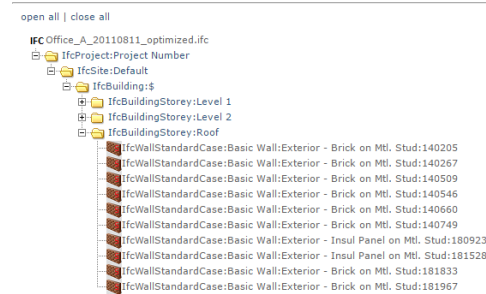 open all | close all
IFC Office_A_20110811_optimized.ifc
IfcProject:Project Number
IfcSite:Default
IfcBuilding:$
IfcBuildingStorey:Level 1
IfcBuildingStorey:Level 2
IfcBuildingStorey:Roof
IfcWallStandardCase:Basic Wall:Exterior - Brick on Mtl. Stud:140205
IfcWallStandardCase:Basic Wall:Exterior - Brick on Mtl. Stud:140267
IfcWallStandardCase:Basic Wall:Exterior - Brick on Mtl. Stud:140509
IfcWallStandardCase:Basic Wall:Exterior - Brick on Mtl. Stud:140546
IfcWallStandardCase:Basic Wall:Exterior - Brick on Mtl. Stud:140660
IfcWallStandardCase:Basic Wall:Exterior - Brick on Mtl. Stud:140749
IfcWallStandardCase:Basic Wall:Exterior - Insul Panel on Mtl. Stud:180923
IfcWallStandardCase:Basic Wall:Exterior - Insul Panel on Mtl. Stud:181528
IfcWallStandardCase:Basic Wall:Exterior - Brick on Mtl. Stud:181833
IfcWallStandardCase:Basic Wall:Exterior - Brick on Mtl. Stud:181967